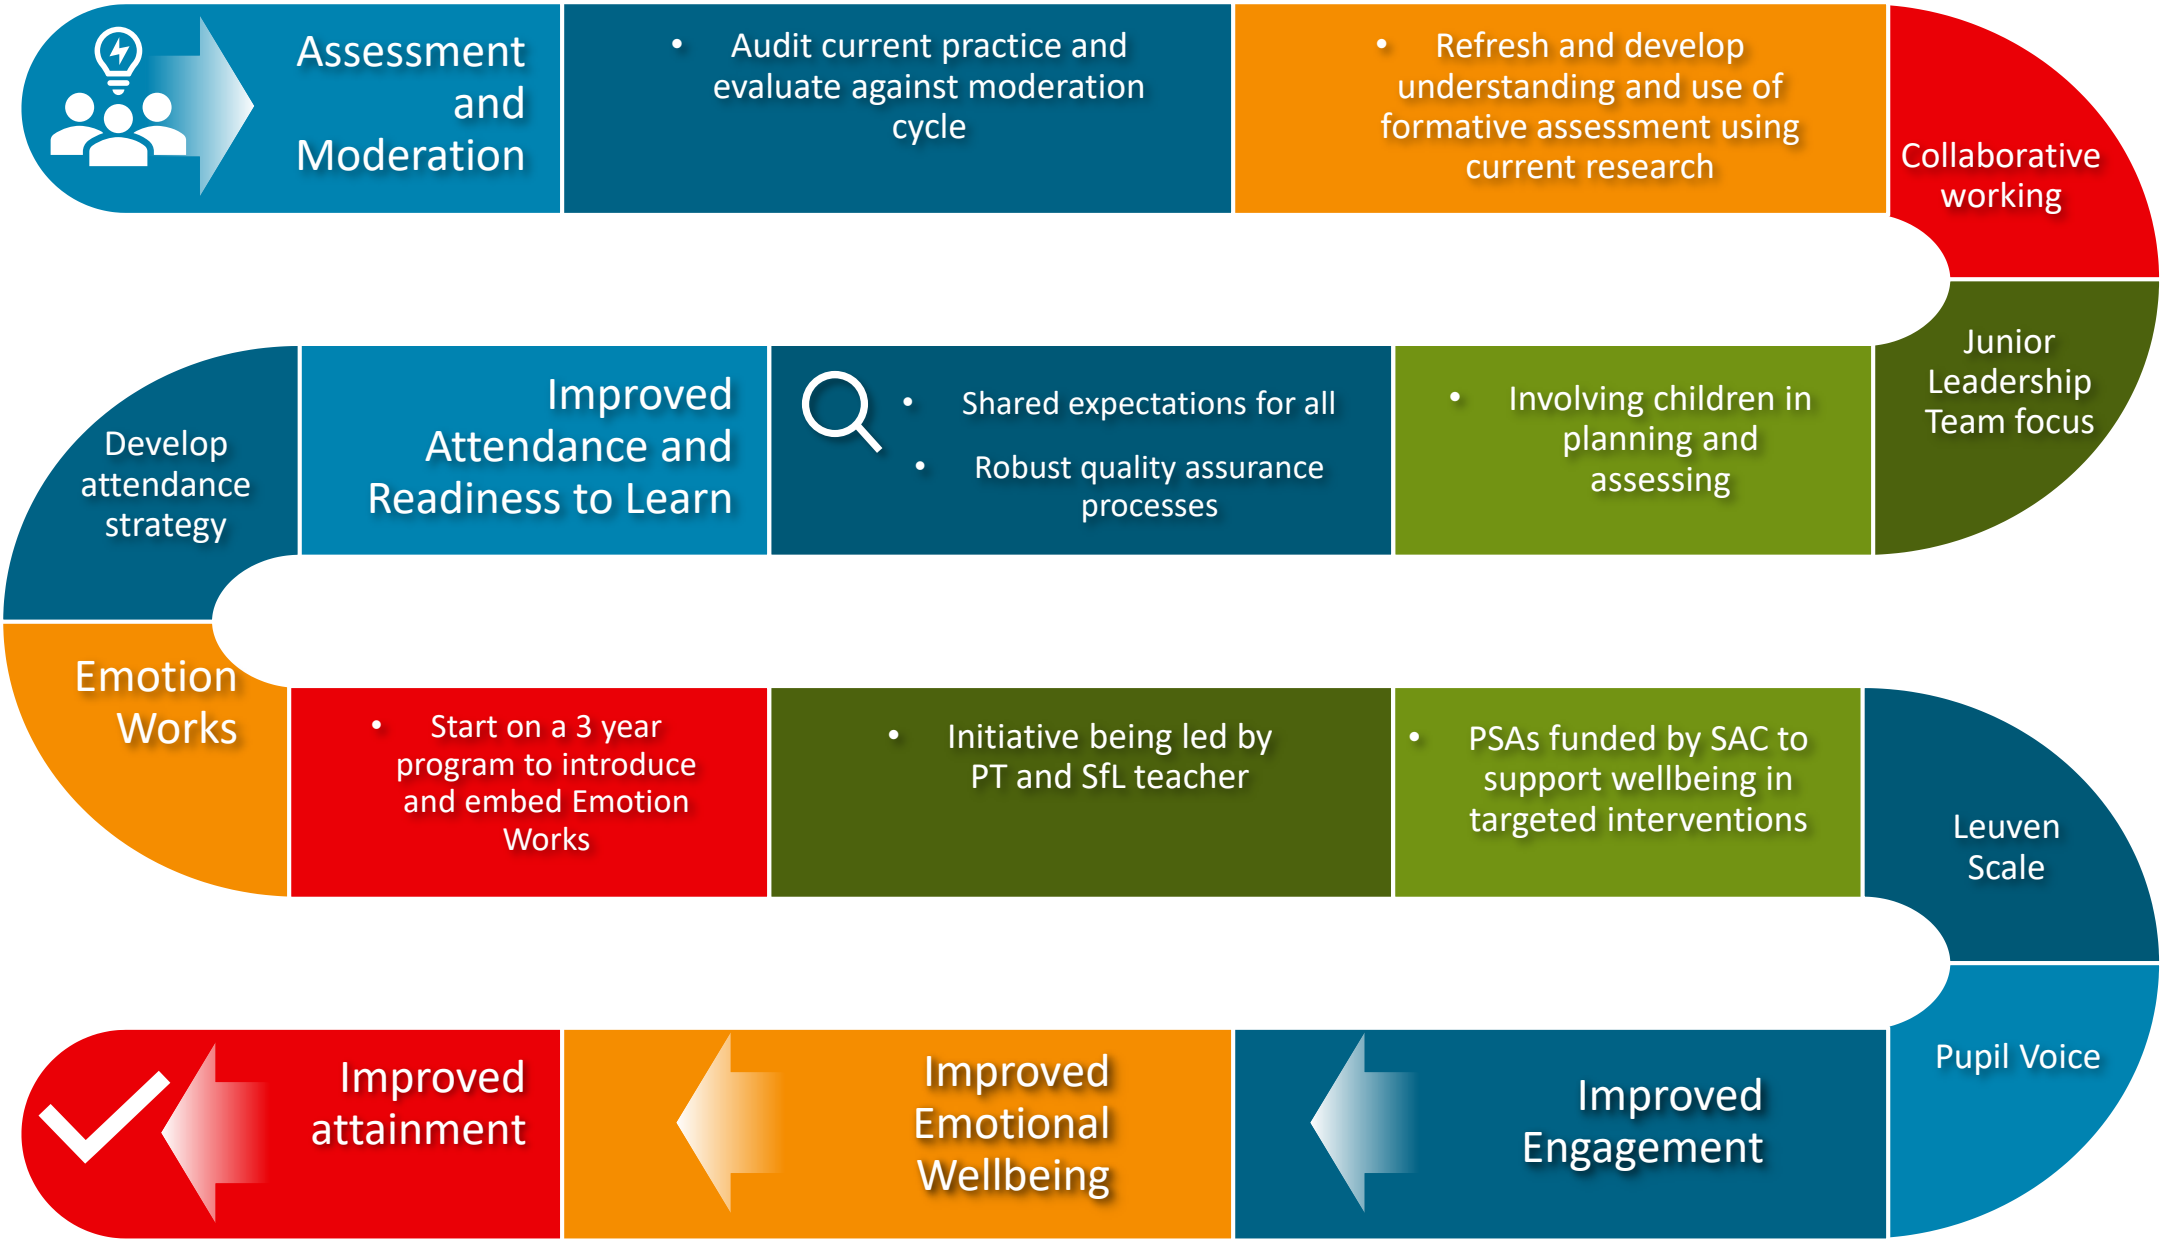 Assessment
and
Moderation
• Audit current practice and
evaluate against moderation
cycle
• Refresh and develop
understanding and use of
formative assessment using
current research
Collaborative
working
Junior
Leadership
Team focus
• Involving children in
planning and
assessing
• Shared expectations for all
• Robust quality assurance
processes
Improved
Attendance and
Readiness to Learn
Develop
attendance
strategy
Emotion
Works
• Start on a 3 year
program to introduce
and embed Emotion
Works
• Initiative being led by
PT and SfL teacher
• PSAs funded by SAC to
support wellbeing in
targeted interventions
Leuven
Scale
Pupil Voice
Improved
Engagement
Improved
Emotional
Wellbeing
Improved
attainment